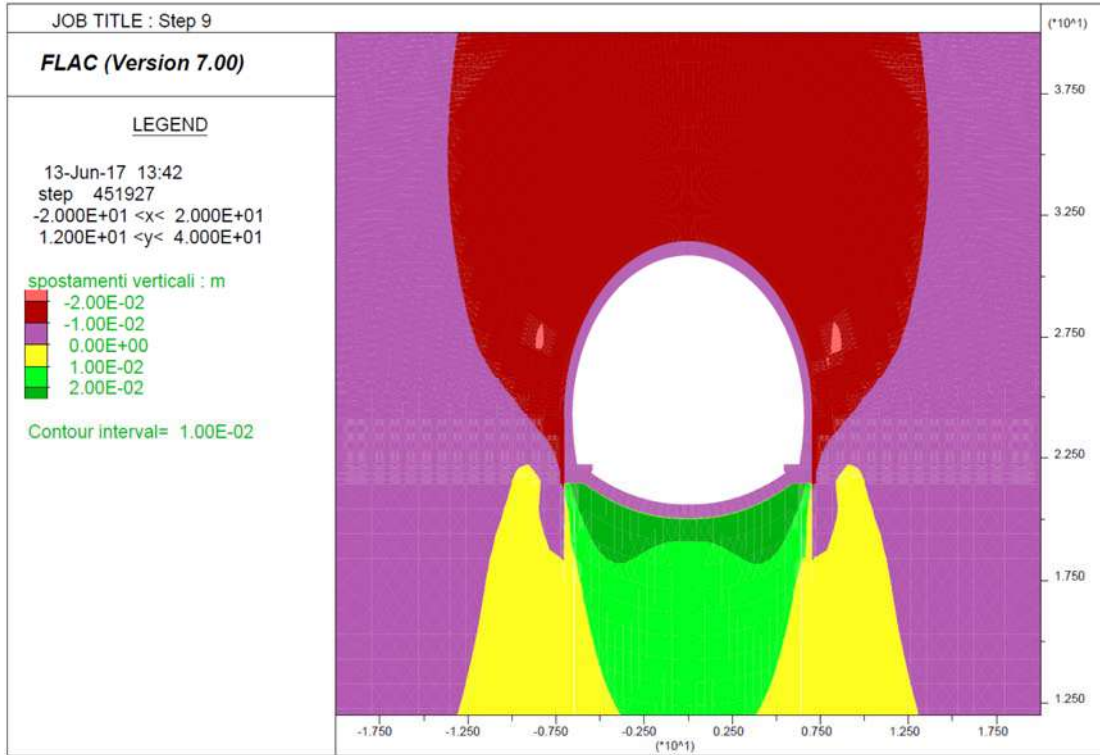 JOB TITLE : Step 9
(*10^1)
FLAC (Version 7.00)
LEGEND
13-Jun-17 13:42
step 451927
-2.000E+01 <x< 2.000E+01
1.200E+01 <y< 4.000E+01
spostamenti verticali : m
-2.00E-02
-1.00E-02
0.00E+00
1.00E-02
2.00E-02
Contour interval= 1.00E-02
3.750
3.250
2.750
2.250
1.750
1.250
-1.750 -1.250 -0.750 -0.250 0.250 0.750 1.250 1.750
(*10^1)